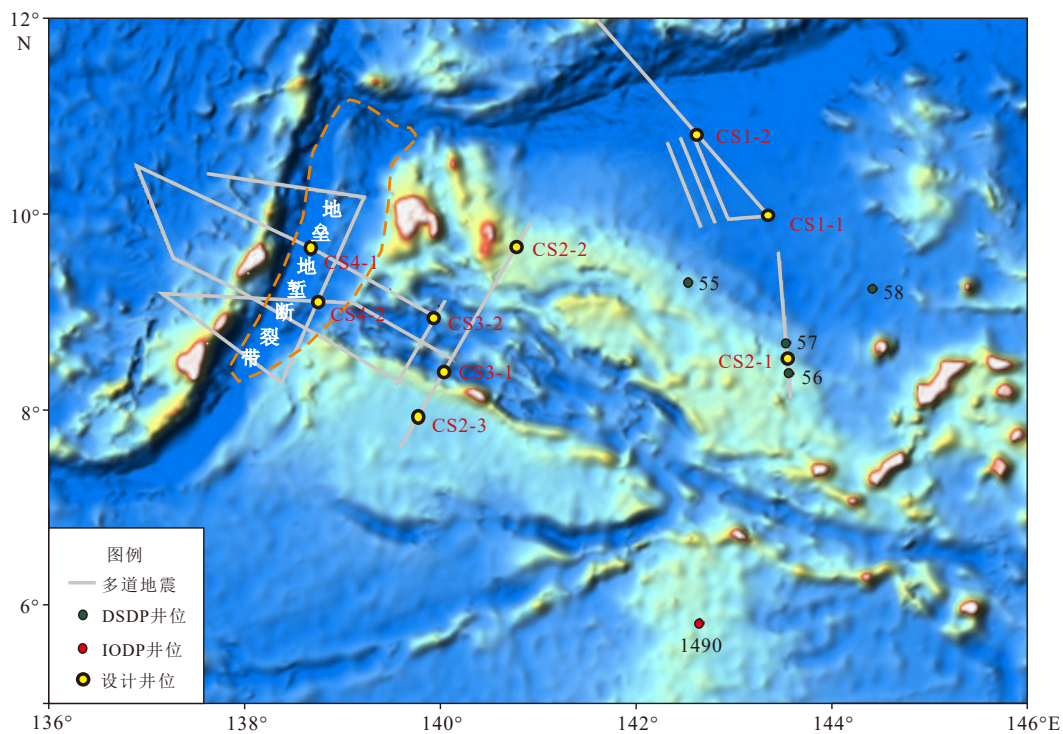 12°
N
10°
8°
6°
136°
138°
140°
142°
144°
146°E
CS1-2
CS1-1
CS2-2
CS4-1
CS4-2
CS3-2
CS3-1
CS2-3
55
58
57
CS2-1
56
1490
地
垒
地
堑
断
裂
带
图例
多道地震
DSDP井位
IODP井位
设计井位